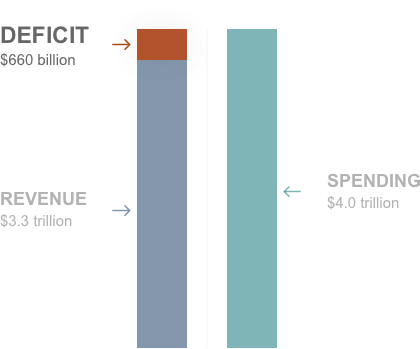 DEFICIT
$660 billion
REVENUE
$3.3 trillion
SPENDING
$4.0 trillion